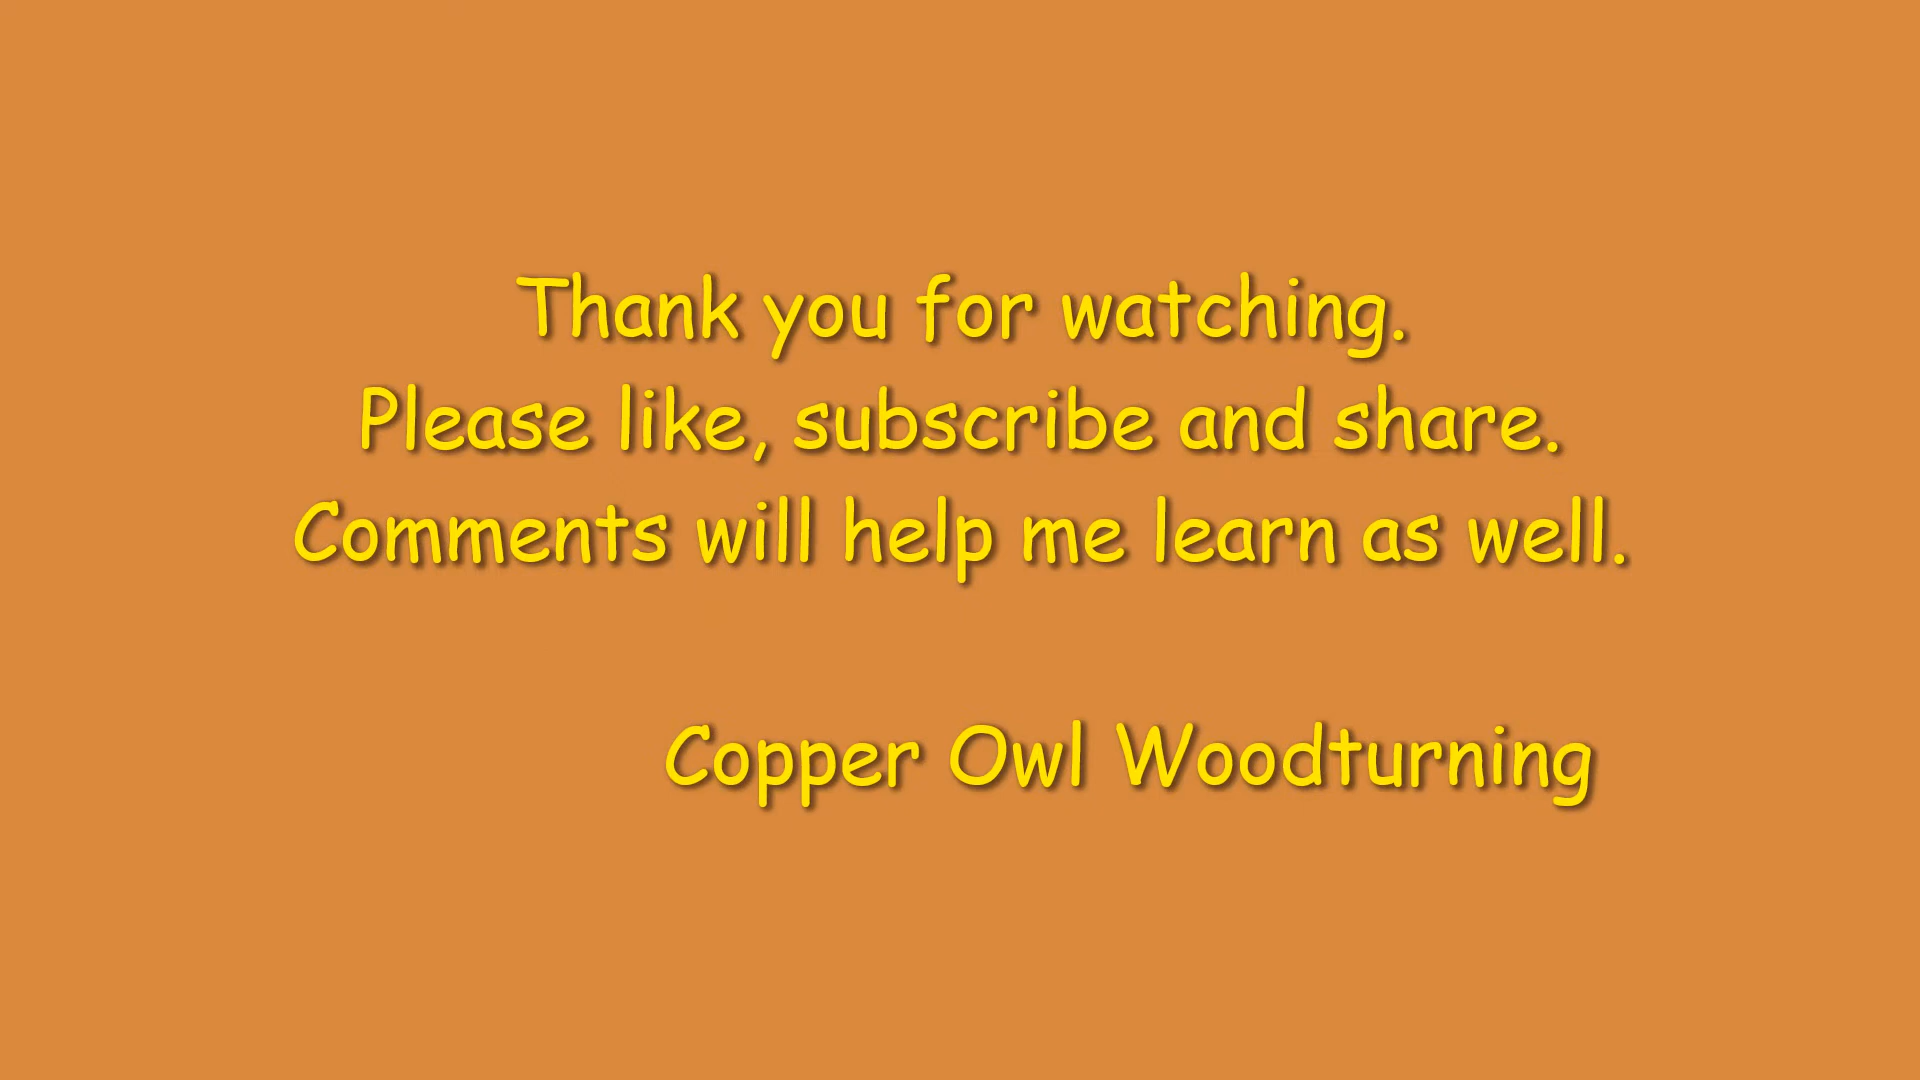 Thank you for watching.
Please like, subscribe and share.
Comments will help me learn as well.
Copper Owl Woodturning